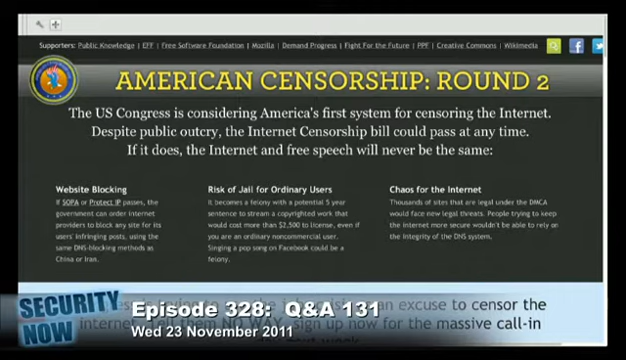 Supporters: Public Knowledge | EFF | Free Software Foundation | Mozilla | Demand Progress | Fight For the Future | PPF | Creative Commons | Wikimedia
AMERICAN CENSORSHIP: ROUND 2
The US Congress is considering America's first system for censoring the Internet.
Despite public outcry, the Internet Censorship bill could pass at any time.
If it does, the Internet and free speech will never be the same:
Website Blocking
If SOPA or Protect IP passes, the
government can order internet
providers to block any site for its
users' infringing posts, using the
same DNS-blocking methods as
China or Iran.
Risk of Jail for Ordinary Users
It becomes a felony with a potential 5 year
sentence to stream a copyrighted work that
would cost more than $2,500 to license, even if
you are an ordinary noncommercial user.
Singing a pop song on Facebook could be a
felony.
Chaos for the Internet
Thousands of sites that are legal under the DMCA
would face new legal threats. People trying to keep
the internet more secure wouldn't be able to rely on
the integrity of the DNS system.
an excuse to censor the
internet. Tell them NO WAY, sign up now for the massive call-in
SECURITY
NOW
Episode 328: Q&A 131
Wed 23 November 2011